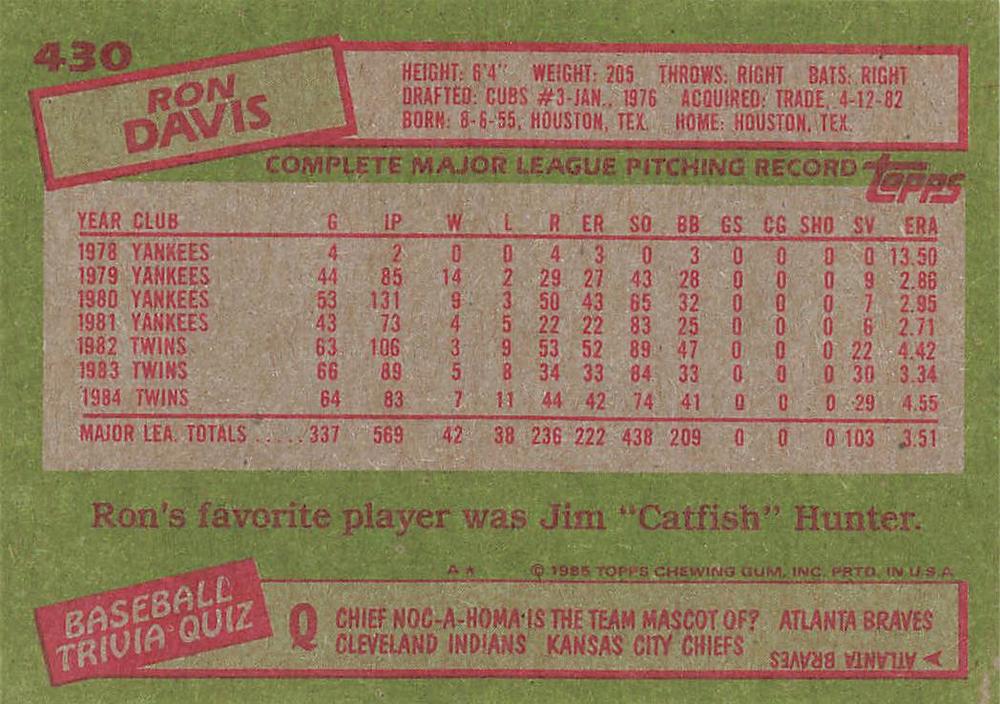 430
RON
DAVIS
HEIGHT: 6'4" WEIGHT: 205 THROWS: RIGHT BATS: RIGHT
DRAFTED: CUBS #3-JAN., 1976 ACQUIRED: TRADE, 4-12-82
BORN: 8-6-55, HOUSTON, TEX. HOME: HOUSTON, TEX.
COMPLETE MAJOR LEAGUE PITCHING RECORD topps
YEAR CLUB G IP W L R ER SO BB GS CG SHO SV ERA
1978 YANKEES 4 2 0 0 4 3 0 3 0 0 0 0 13.50
1979 YANKEES 44 85 14 2 29 27 43 28 0 0 0 9 2.86
1980 YANKEES 53 131 9 3 50 43 65 32 0 0 0 7 2.95
1981 YANKEES 43 73 4 5 22 22 83 25 0 0 0 6 2.71
1982 TWINS 63 106 3 9 53 52 89 47 0 0 0 22 4.42
1983 TWINS 66 89 5 8 34 33 84 33 0 0 0 30 3.34
1984 TWINS 64 83 7 11 44 42 74 41 0 0 0 29 4.55
MAJOR LEA. TOTALS .....337 569 42 38 236 222 438 209 0 0 0 103 3.51
Ron's favorite player was Jim "Catfish" Hunter.
A * © 1985 TOPPS CHEWING GUM, INC. PRTD. IN U.S.A.
BASEBALL
TRIVIA QUIZ
Q CHIEF NOC-A-HOMA IS THE TEAM MASCOT OF? ATLANTA BRAVES
CLEVELAND INDIANS KANSAS CITY CHIEFS
ATLANTA BRAVES